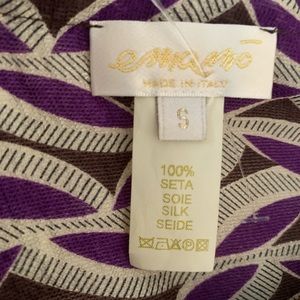 MADE IN ITALY
S
100%
SETA
SOIE
SILK
SEIDE